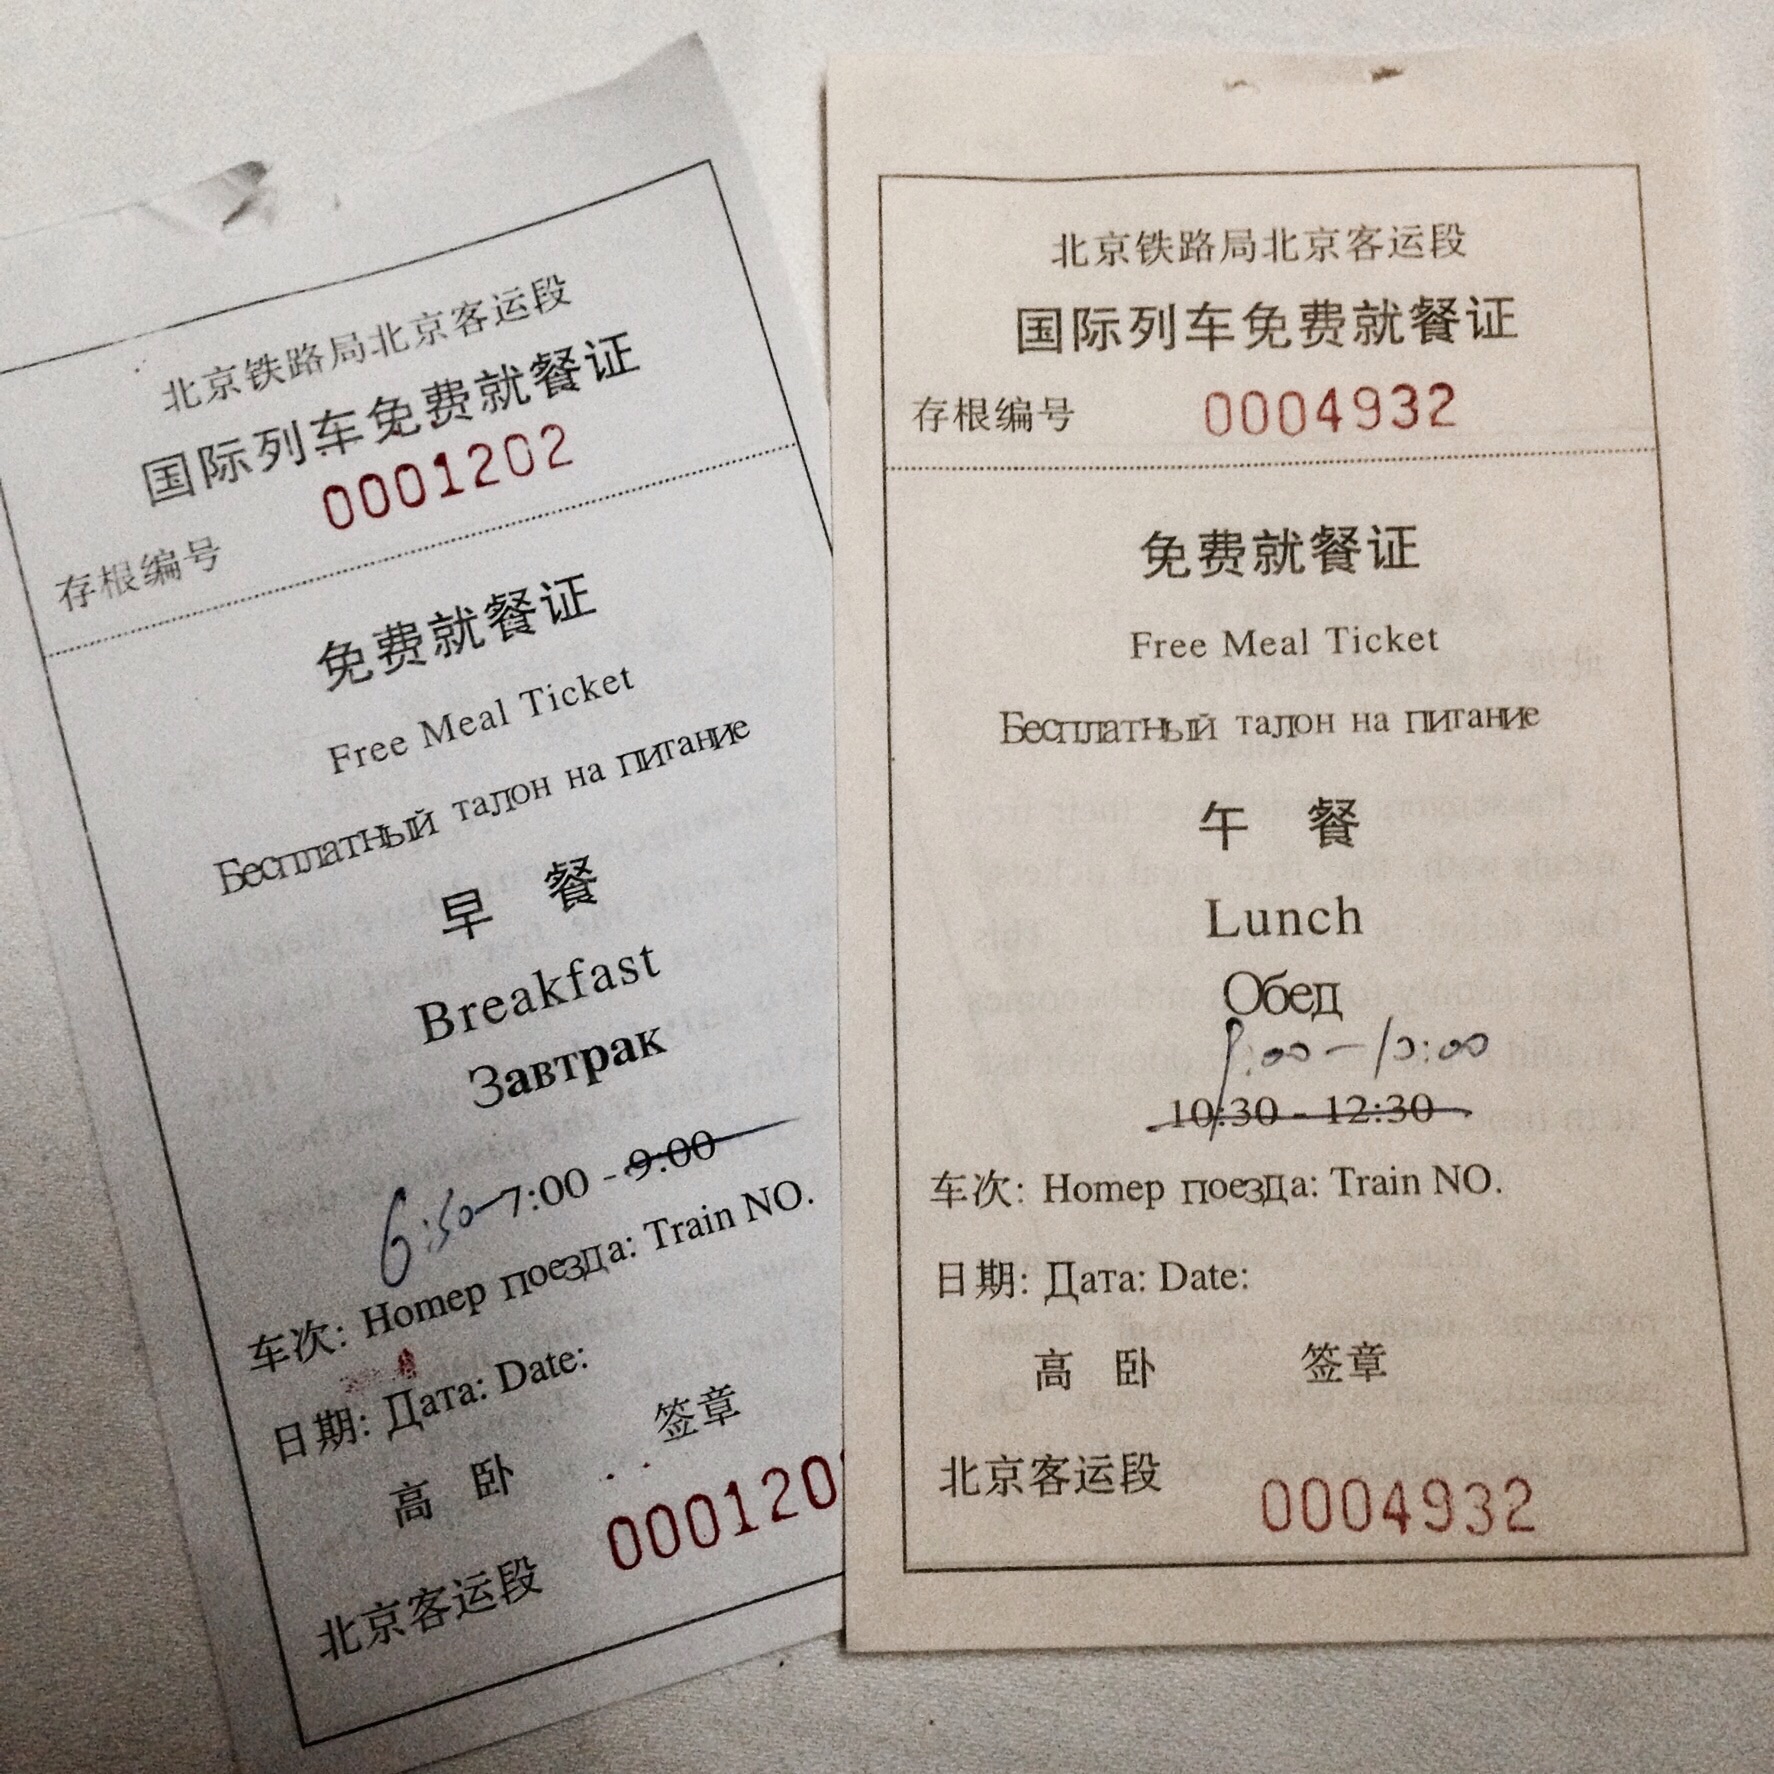 北京铁路局北京客运段
国际列车免费就餐证
存根编号 0001202
免费就餐证
Free Meal Ticket
Бесплатный талон на питание
早 餐
Breakfast
Завтрак
6:30-7:00 - 9:00
车次: Номер поезда: Train NO.
日期: Дата: Date:
高 卧 签章
北京客运段 000120
北京铁路局北京客运段
国际列车免费就餐证
存根编号 0004932
免费就餐证
Free Meal Ticket
Бесплатный талон на питание
午 餐
Lunch
Обед
9:00-10:00
10:30 - 12:30
车次: Номер поезда: Train NO.
日期: Дата: Date:
高 卧 签章
北京客运段 0004932